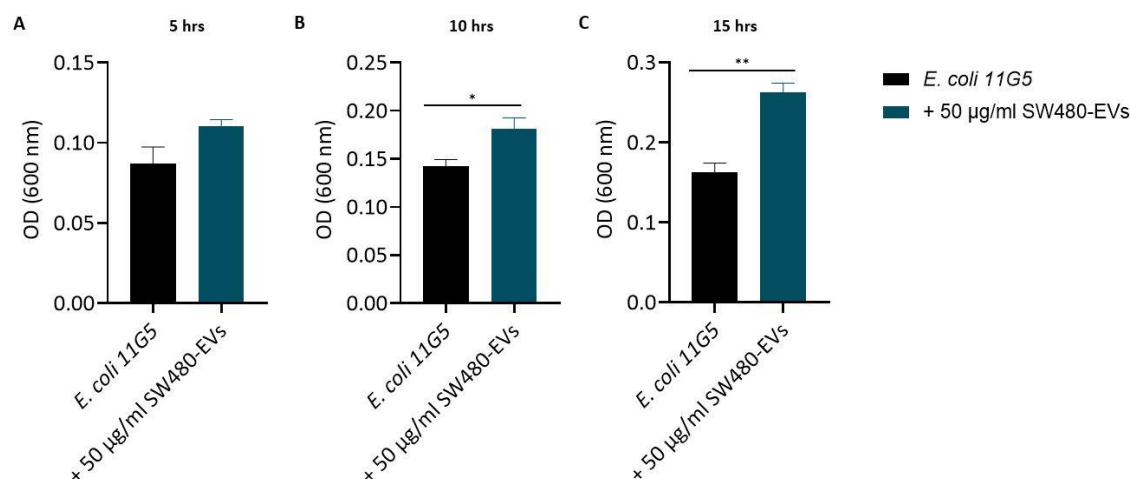 A
5 hrs
OD (600 nm)
0.15
0.10
0.05
0.00
E. coli 11G5
+ 50 µg/ml SW480-EVs
B
10 hrs
OD (600 nm)
0.25
0.20
0.15
0.10
0.05
0.00
*
E. coli 11G5
+ 50 µg/ml SW480-EVs
C
15 hrs
OD (600 nm)
0.3
0.2
0.1
0.0
**
E. coli 11G5
+ 50 µg/ml SW480-EVs
E. coli 11G5
+ 50 µg/ml SW480-EVs